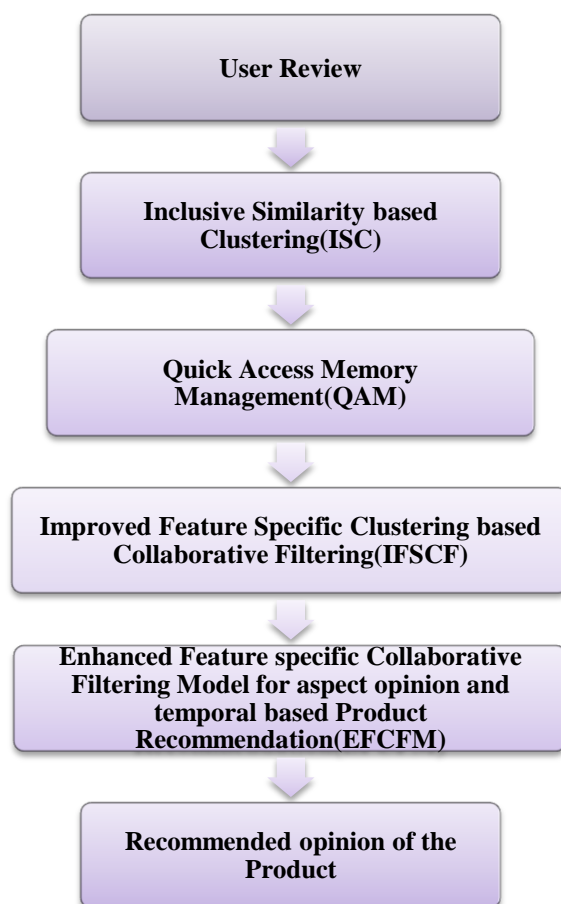 User Review
Inclusive Similarity based
Clustering(ISC)
Quick Access Memory
Management(QAM)
Improved Feature Specific Clustering based
Collaborative Filtering(IFSCF)
Enhanced Feature specific Collaborative
Filtering Model for aspect opinion and
temporal based Product
Recommendation(EFCFM)
Recommended opinion of the
Product